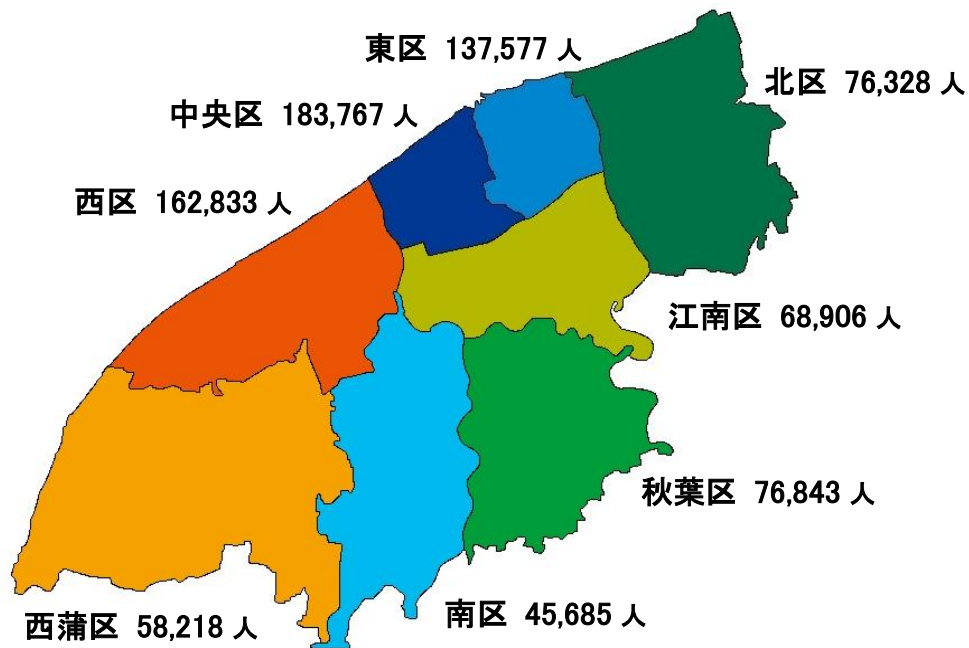 東区 137,577 人
北区 76,328 人
中央区 183,767 人
西区 162,833 人
江南区 68,906 人
秋葉区 76,843 人
南区 45,685 人
西蒲区 58,218 人